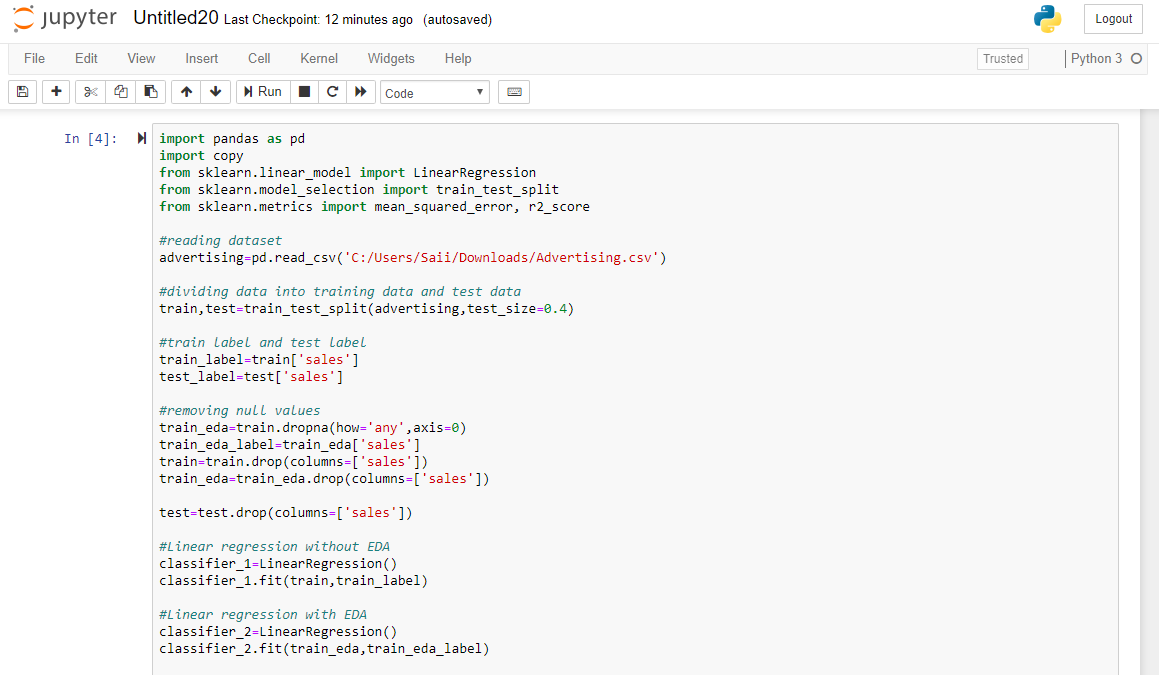 jupyter Untitled20 Last Checkpoint: 12 minutes ago (autosaved) Logout
File Edit View Insert Cell Kernel Widgets Help Trusted Python 3
Run Code
In [4]:
import pandas as pd
import copy
from sklearn.linear_model import LinearRegression
from sklearn.model_selection import train_test_split
from sklearn.metrics import mean_squared_error, r2_score
#reading dataset
advertising=pd.read_csv('C:/Users/Saii/Downloads/Advertising.csv')
#dividing data into training data and test data
train,test=train_test_split(advertising,test_size=0.4)
#train label and test label
train_label=train['sales']
test_label=test['sales']
#removing null values
train_eda=train.dropna(how='any',axis=0)
train_eda_label=train_eda['sales']
train=train.drop(columns=['sales'])
train_eda=train_eda.drop(columns=['sales'])
test=test.drop(columns=['sales'])
#Linear regression without EDA
classifier_1=LinearRegression()
classifier_1.fit(train,train_label)
#Linear regression with EDA
classifier_2=LinearRegression()
classifier_2.fit(train_eda,train_eda_label)